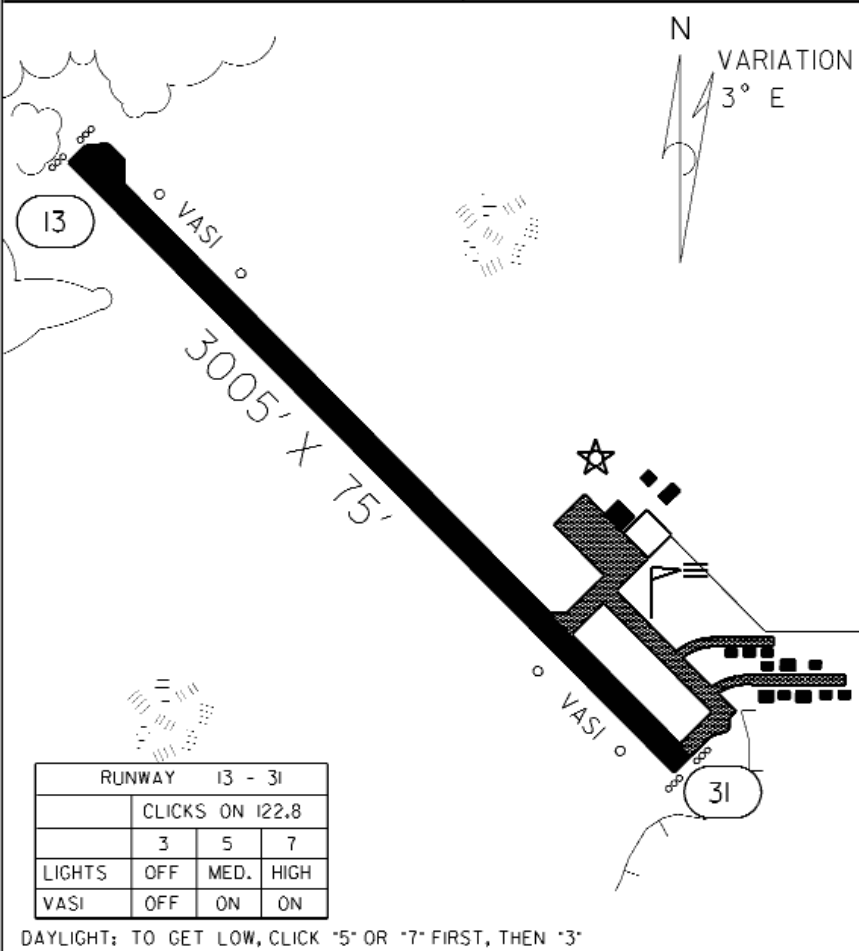 N
VARIATION
3° E
13
VASI
3005' X 75'
VASI
31
RUNWAY 13 - 31
CLICKS ON 122.8
3 5 7
LIGHTS OFF MED. HIGH
VASI OFF ON ON
DAYLIGHT: TO GET LOW, CLICK "5" OR "7" FIRST, THEN "3"